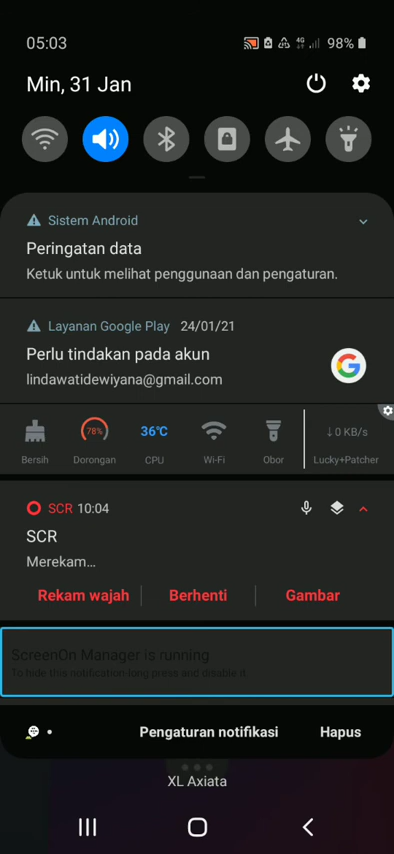 05:03
4G
98%
Min, 31 Jan
Sistem Android
Peringatan data
Ketuk untuk melihat penggunaan dan pengaturan.
Layanan Google Play 24/01/21
Perlu tindakan pada akun
lindawatidewiyana@gmail.com
78% 36℃ ↓0 KB/s
Bersih Dorongan CPU Wi-Fi Obor Lucky+Patcher
SCR 10:04
SCR
Merekam...
Rekam wajah Berhenti Gambar
ScreenOn Manager is running
To hide this notification-long press and disable it.
Pengaturan notifikasi Hapus
XL Axiata